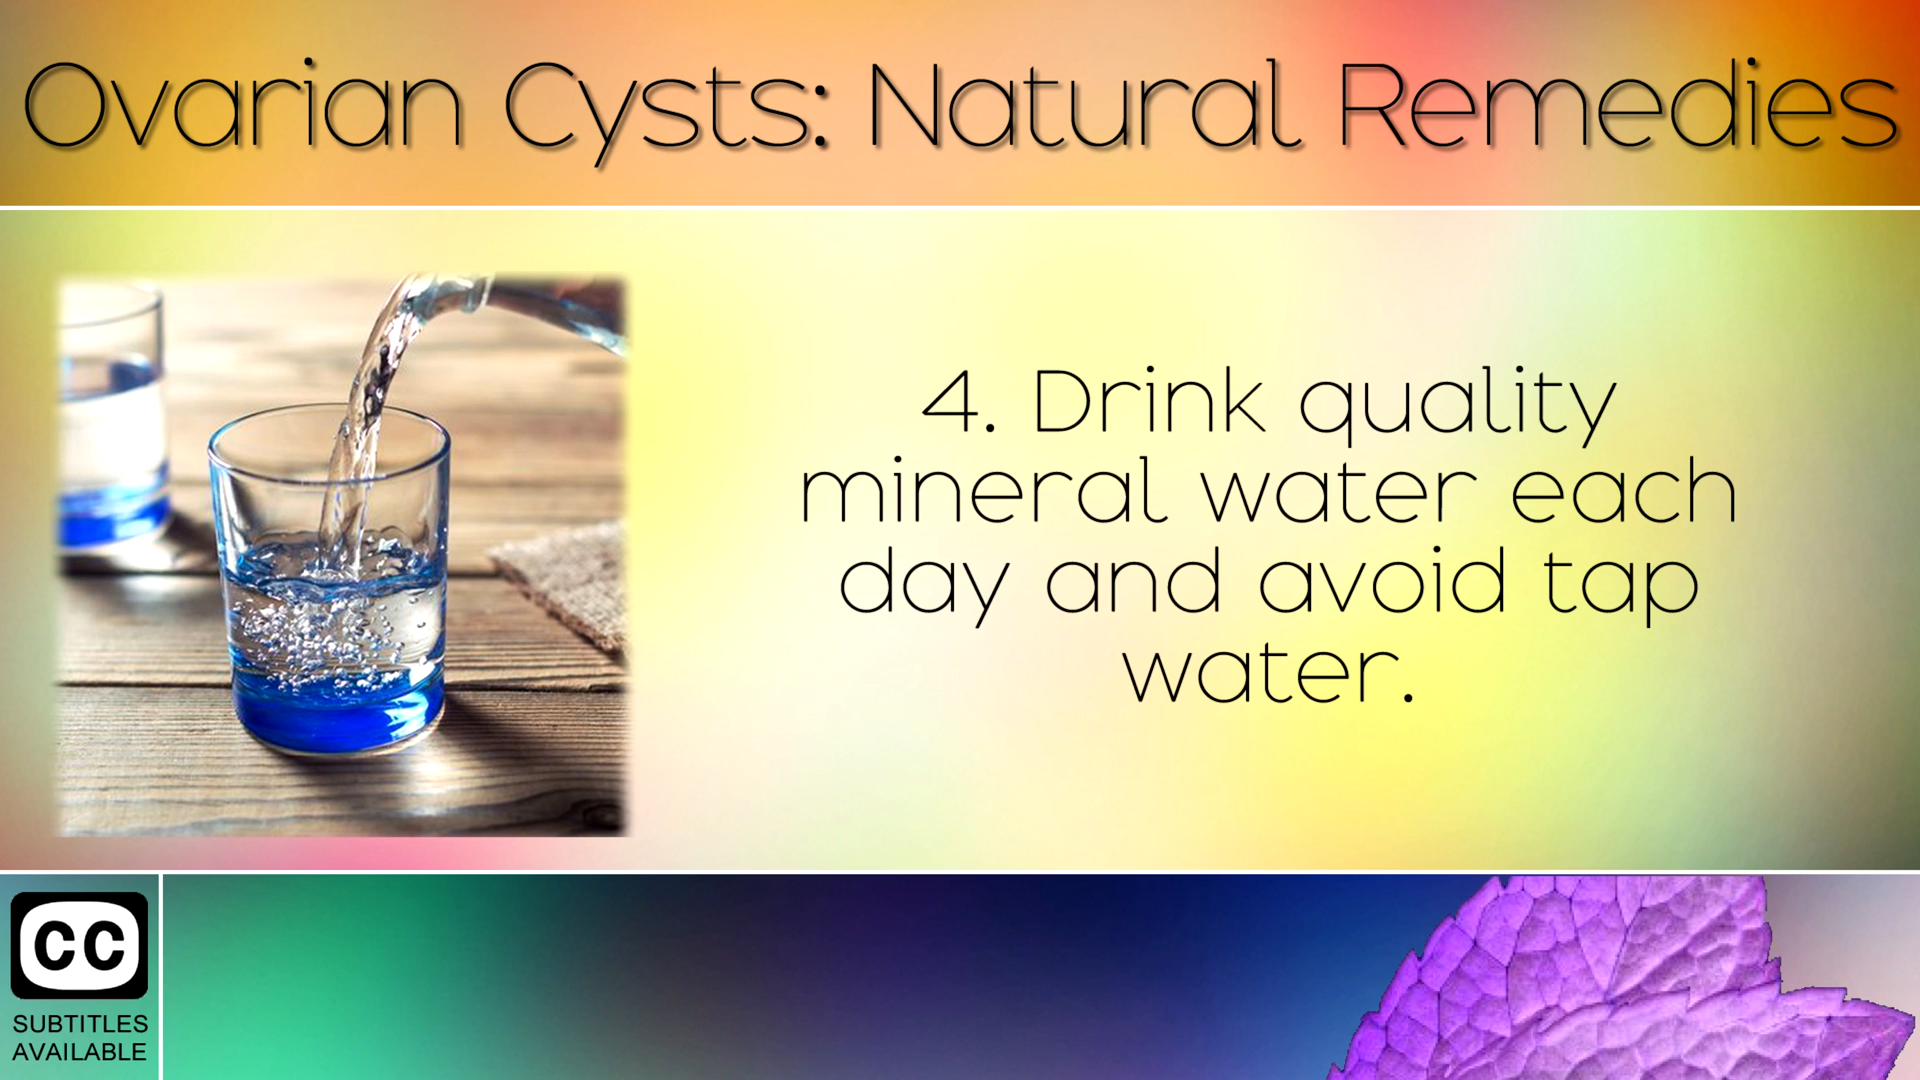 Ovarian Cysts: Natural Remedies
4. Drink quality
mineral water each
day and avoid tap
water.
CC
SUBTITLES
AVAILABLE